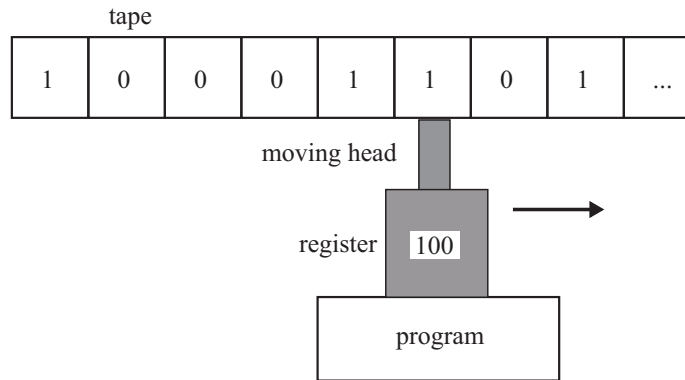 tape
1 0 0 0 1 1 0 1 ...
moving head
register 100
program